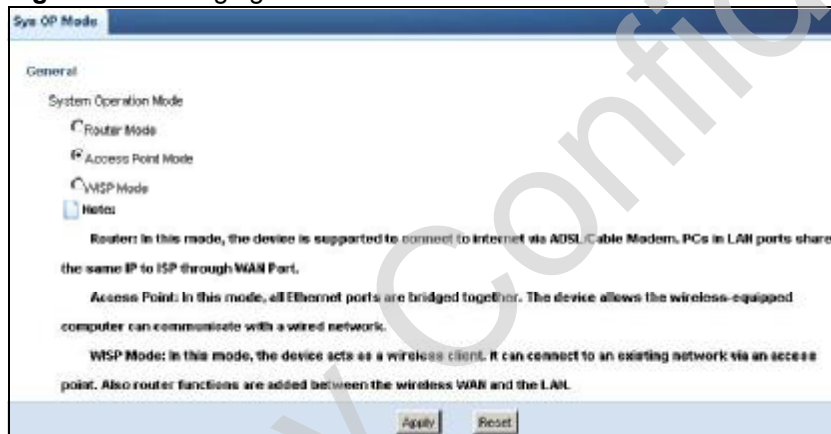 Sys OP Mode
General
System Operation Mode
Router Mode
Access Point Mode
WISP Mode
Note:
Router: In this mode, the device is supported to connect to internet via ADSL/Cable Modem. PCs in LAN ports share
the same IP to ISP through WAN Port.
Access Point: In this mode, all Ethernet ports are bridged together. The device allows the wireless-equipped
computer can communicate with a wired network.
WISP Mode: In this mode, the device acts as a wireless client. It can connect to an existing network via an access
point. Also router functions are added between the wireless WAN and the LAN.
Apply Reset